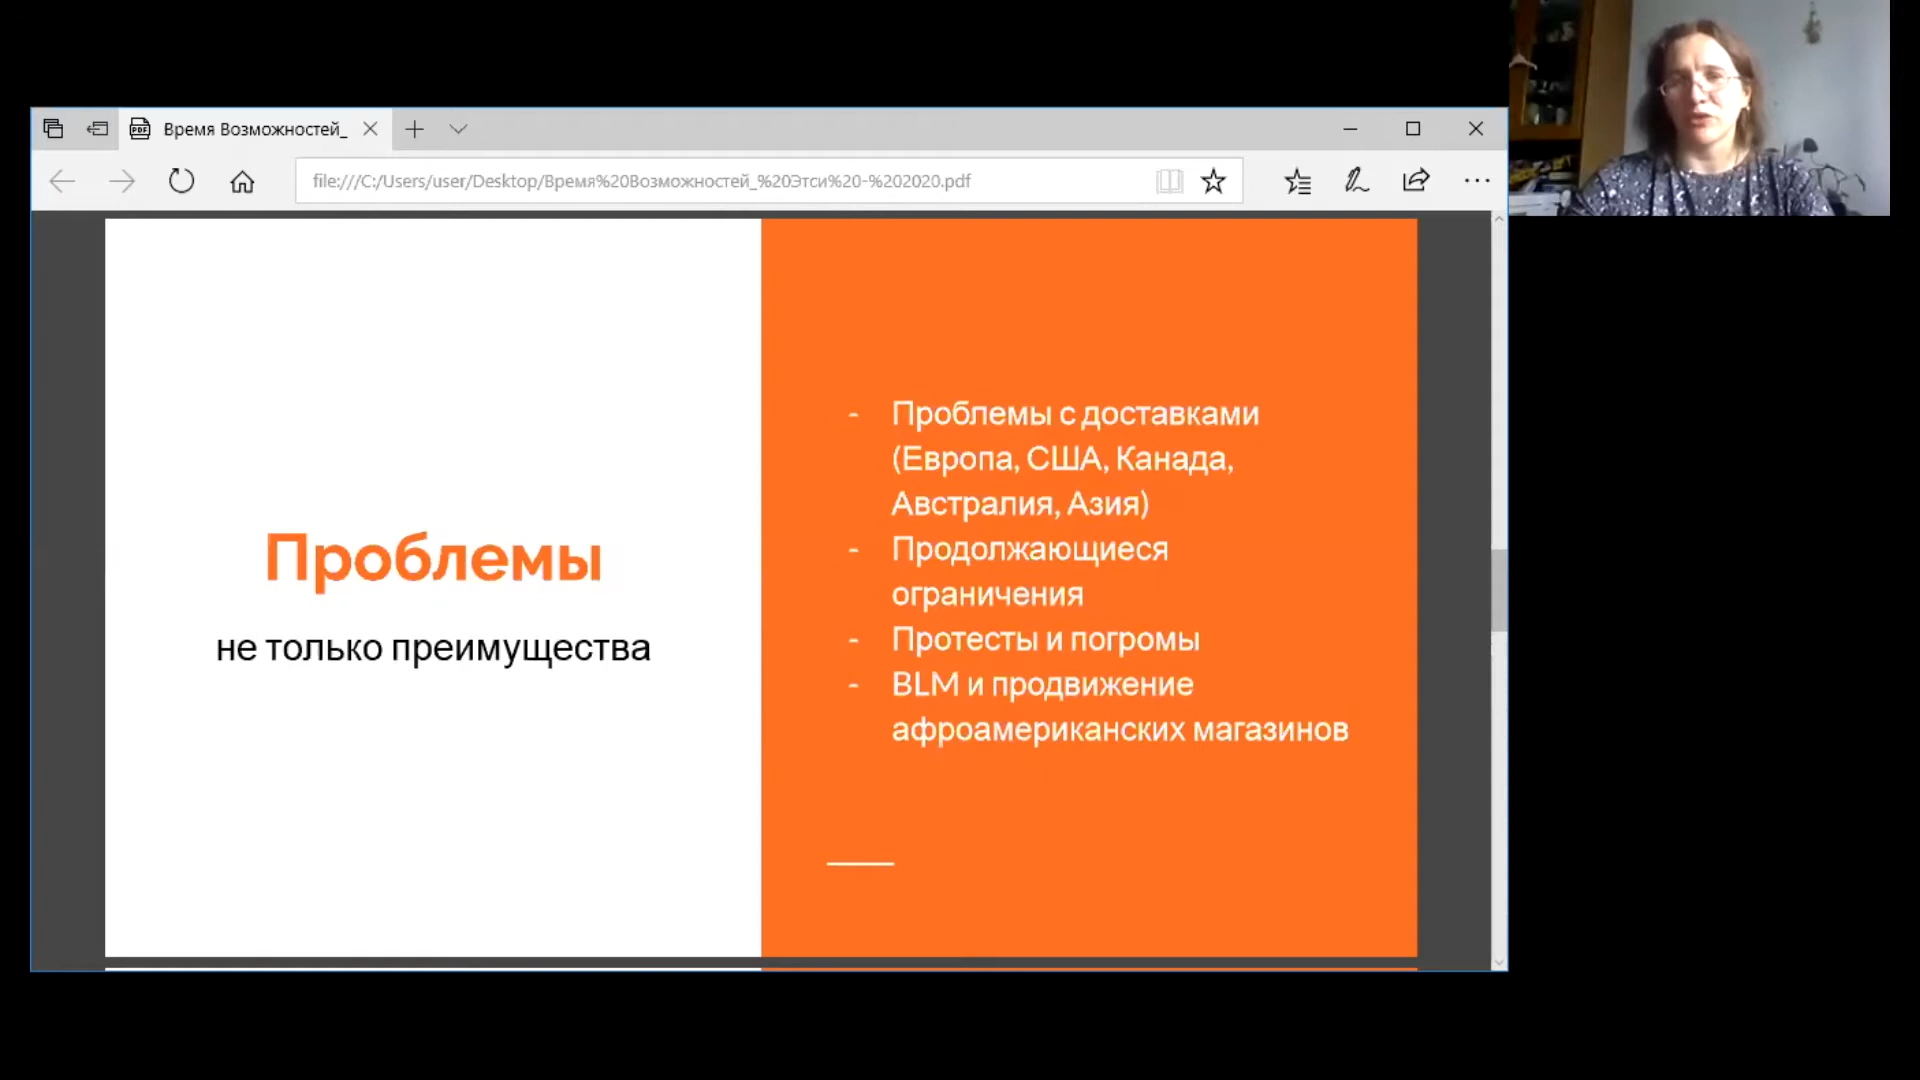 Время Возможностей_
file:///C:/Users/user/Desktop/Время%20Возможностей_%20Этси%20-%202020.pdf
Проблемы
не только преимущества
- Проблемы с доставками
(Европа, США, Канада,
Австралия, Азия)
- Продолжающиеся
ограничения
- Протесты и погромы
- BLM и продвижение
афроамериканских магазинов